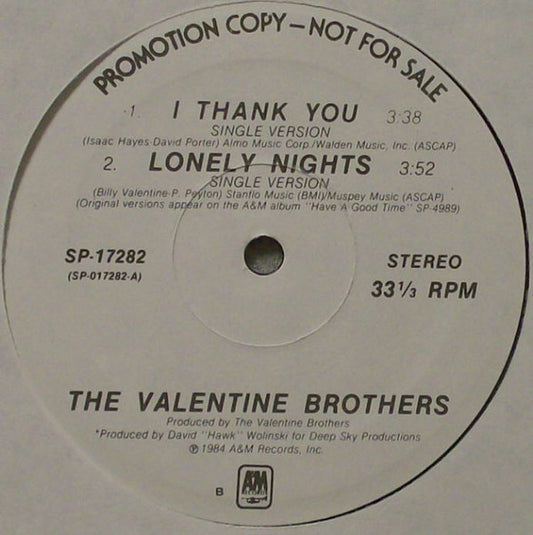 PROMOTION COPY—NOT FOR SALE
1. I THANK YOU 3:38
SINGLE VERSION
(Isaac Hayes-David Porter) Almo Music Corp./Walden Music, Inc. (ASCAP)
2. LONELY NIGHTS 3:52
SINGLE VERSION
(Billy Valentine-P. Peyton) Stanflo Music (BMI)/Muspey Music (ASCAP)
(Original versions appear on the A&M album "Have A Good Time" SP-4989)
SP-17282
(SP-017282-A)
STEREO
33 1/3 RPM
THE VALENTINE BROTHERS
Produced by The Valentine Brothers
*Produced by David "Hawk" Wolinski for Deep Sky Productions
℗ 1984 A&M Records, Inc.
B
A&M
RECORDS